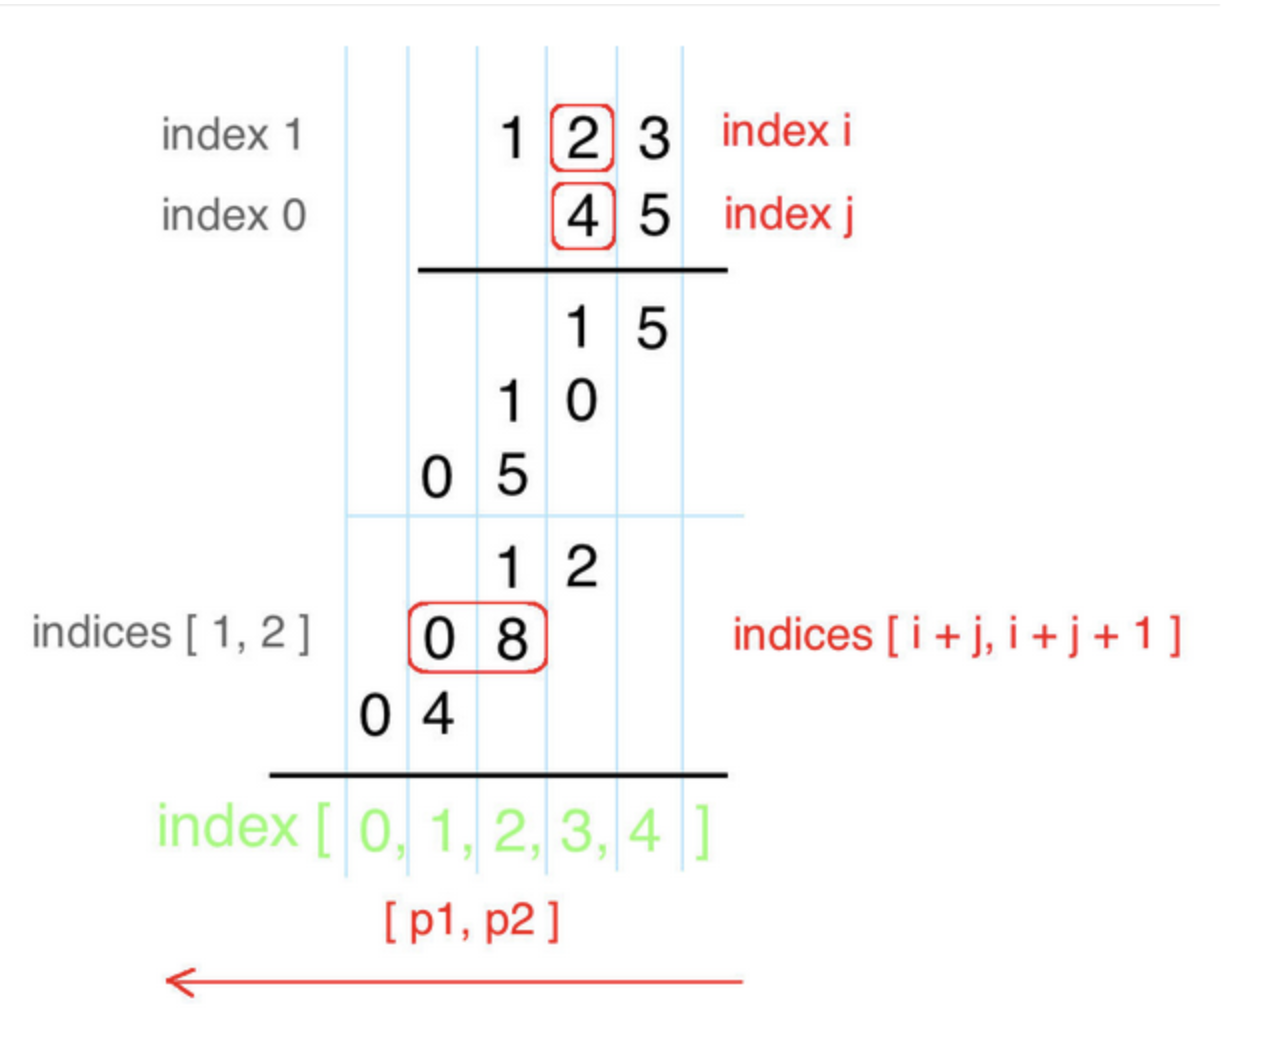 index 1 1 2 3 index i
index 0 4 5 index j
1 5
1 0
0 5
1 2
indices [ 1, 2 ] 0 8 indices [ i + j, i + j + 1 ]
0 4
index [ 0, 1, 2, 3, 4 ]
[ p1, p2 ]